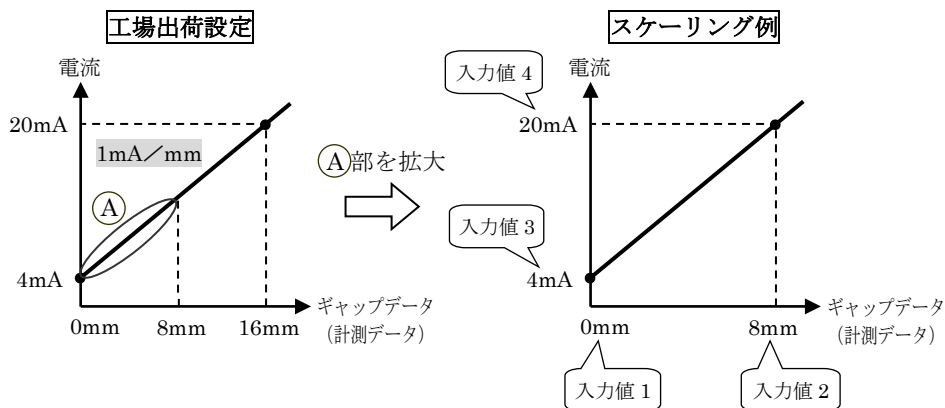 工場出荷設定
電流
20mA
1mA／mm
A
4mA
0mm 8mm 16mm
ギャップデータ
(計測データ)
A部を拡大
スケーリング例
入力値 4
電流
20mA
入力値 3
4mA
0mm 8mm
ギャップデータ
(計測データ)
入力値 1 入力値 2